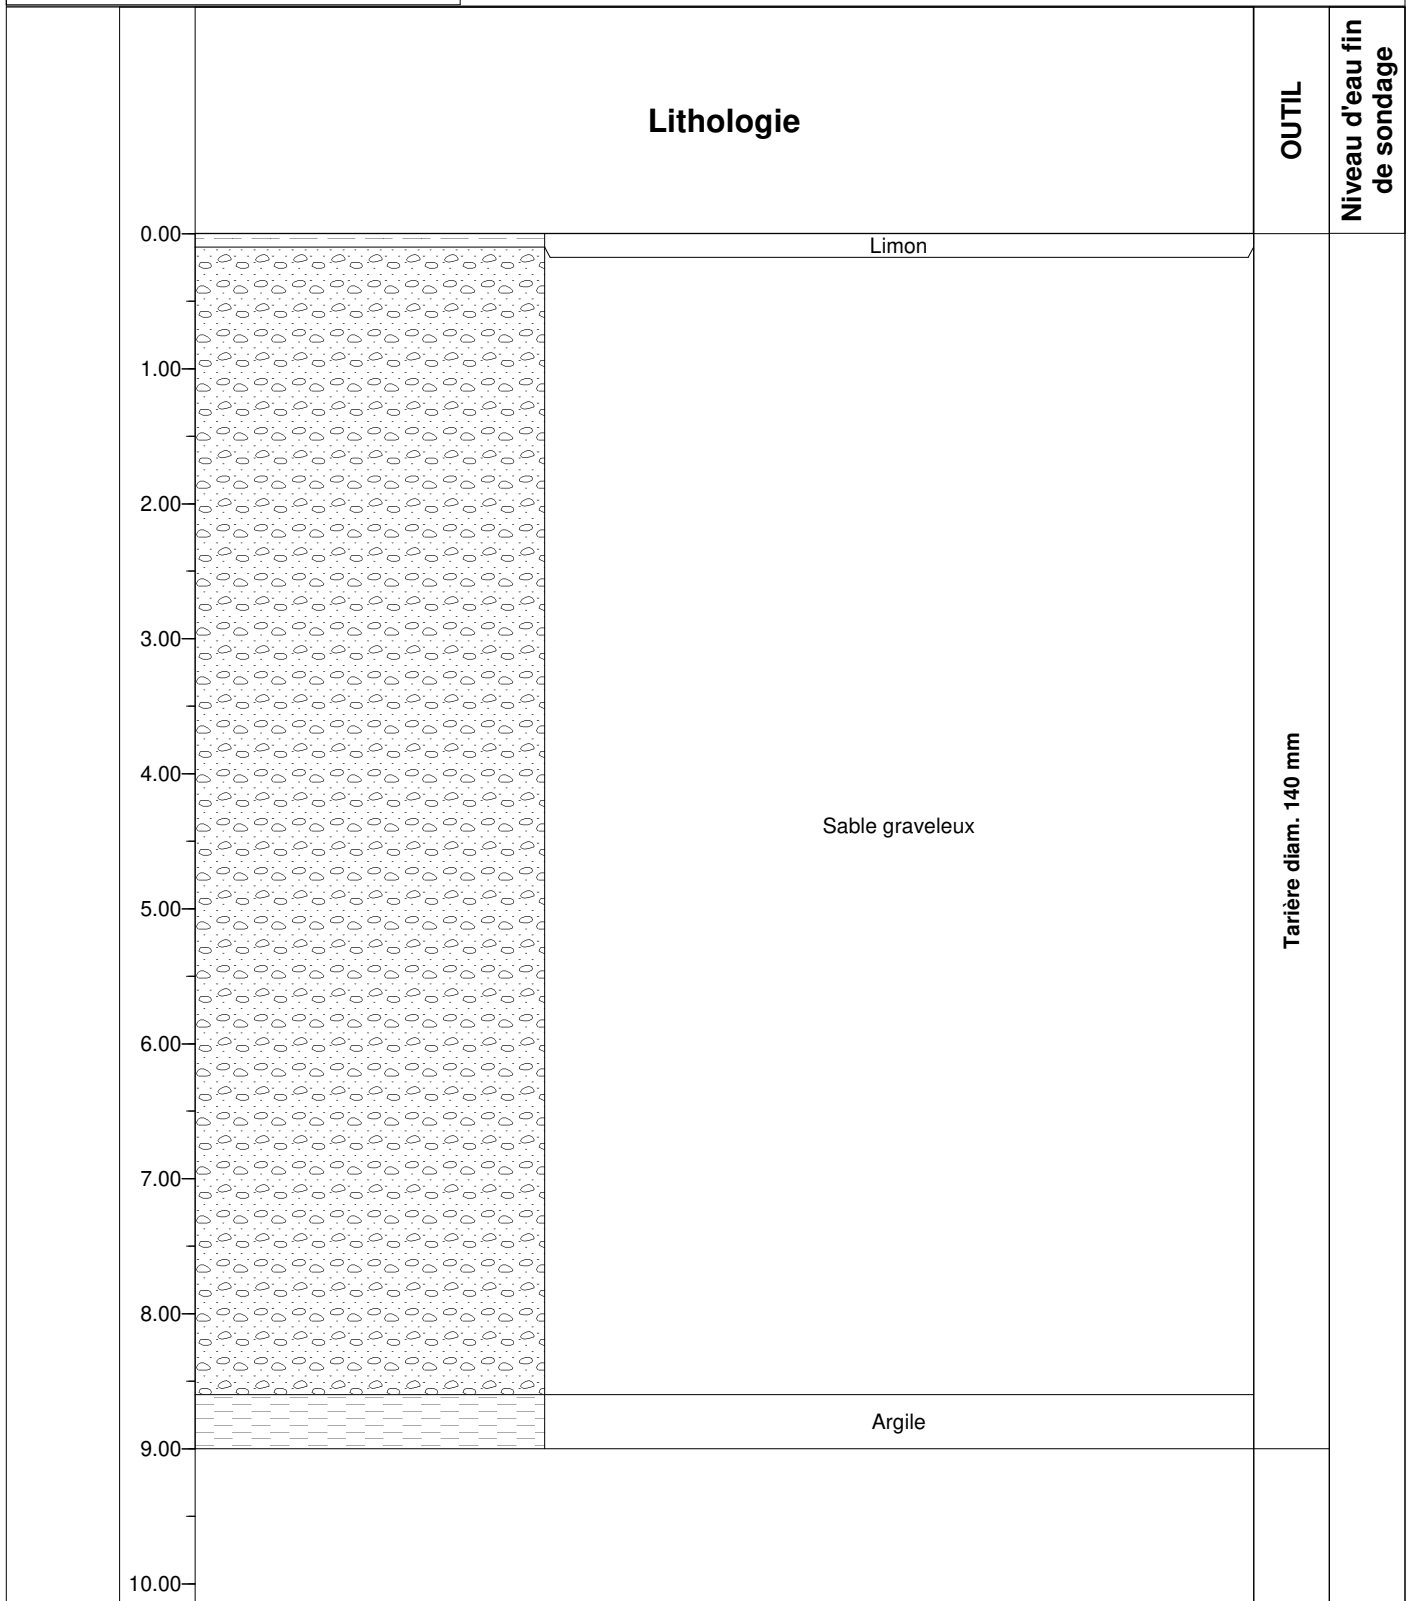 Lithologie
OUTIL
Niveau d'eau fin
de sondage
0.00
Limon
1.00
2.00
3.00
4.00
Sable graveleux
Tarière diam. 140 mm
5.00
6.00
7.00
8.00
Argile
9.00
10.00